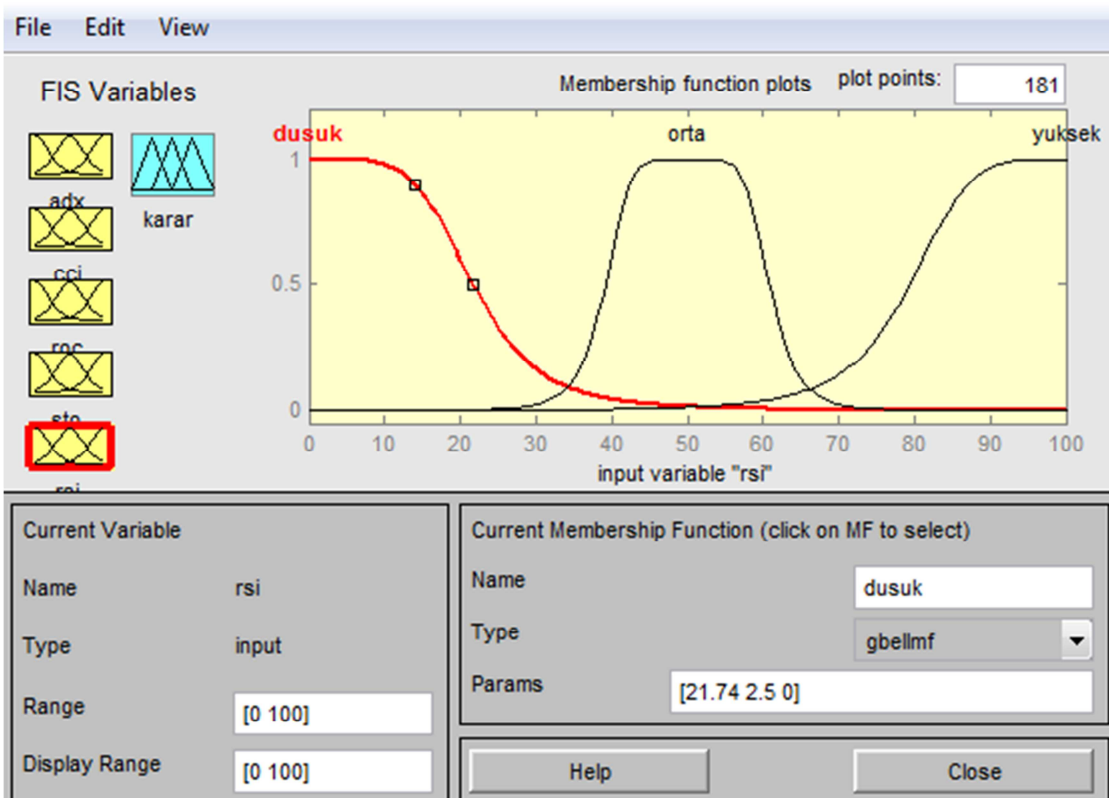 File Edit View
FIS Variables
Membership function plots plot points: 181
adx
karar
cci
roc
sto
rsi
dusuk orta yuksek
1
0.5
0
0 10 20 30 40 50 60 70 80 90 100
input variable "rsi"
Current Variable
Name rsi
Type input
Range [0 100]
Display Range [0 100]
Current Membership Function (click on MF to select)
Name dusuk
Type gbellmf
Params [21.74 2.5 0]
Help Close